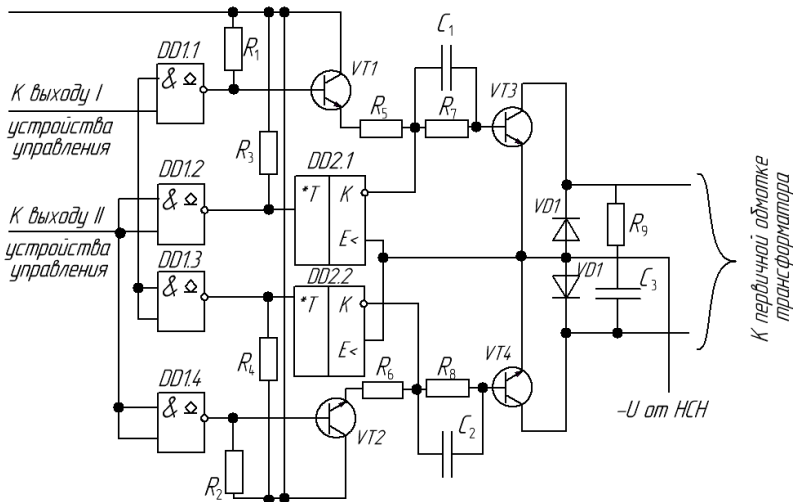 DD1.1
R1
C1
VT1
VT3
& ◇
К выходу I
устройства
управления
R5
R7
DD1.2
R3
DD2.1
& ◇
*T
K
E<
К выходу II
устройства
управления
VD1
R9
DD1.3
& ◇
DD2.2
VD1
C3
*T
K
E<
R4
R6
R8
VT4
DD1.4
& ◇
VT2
C2
R2
–U от НСН
К первичной обмотке
трансформатора